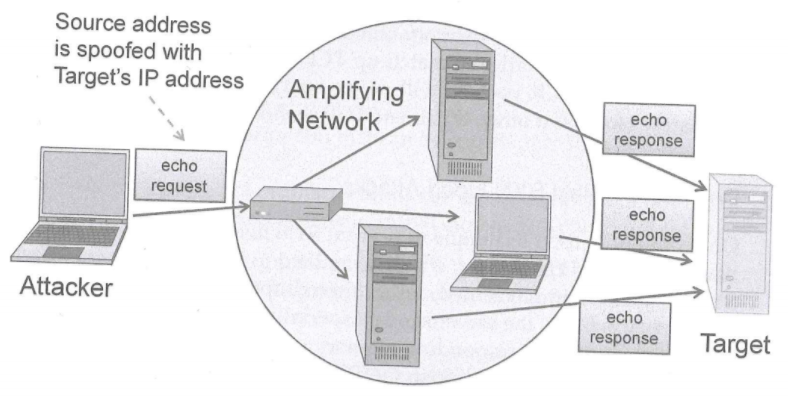 Source address
is spoofed with
Target's IP address
Amplifying
Network
echo
request
echo
response
echo
response
echo
response
Attacker
Target